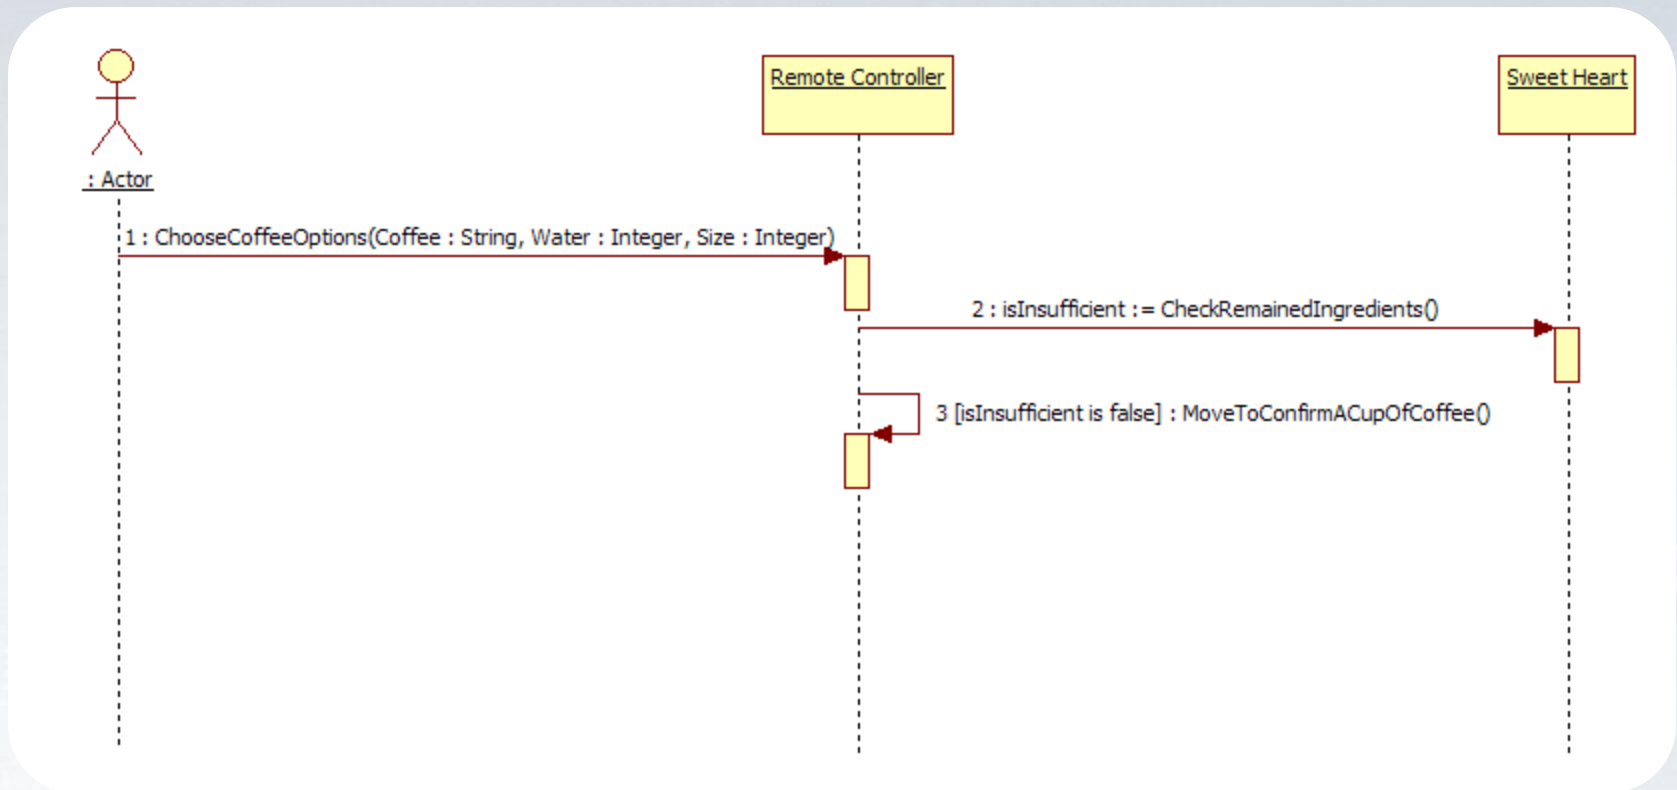 Remote Controller
Sweet Heart
: Actor
1 : ChooseCoffeeOptions(Coffee : String, Water : Integer, Size : Integer)
2 : isInsufficient := CheckRemainedIngredients()
3 [isInsufficient is false] : MoveToConfirmACupOfCoffee()